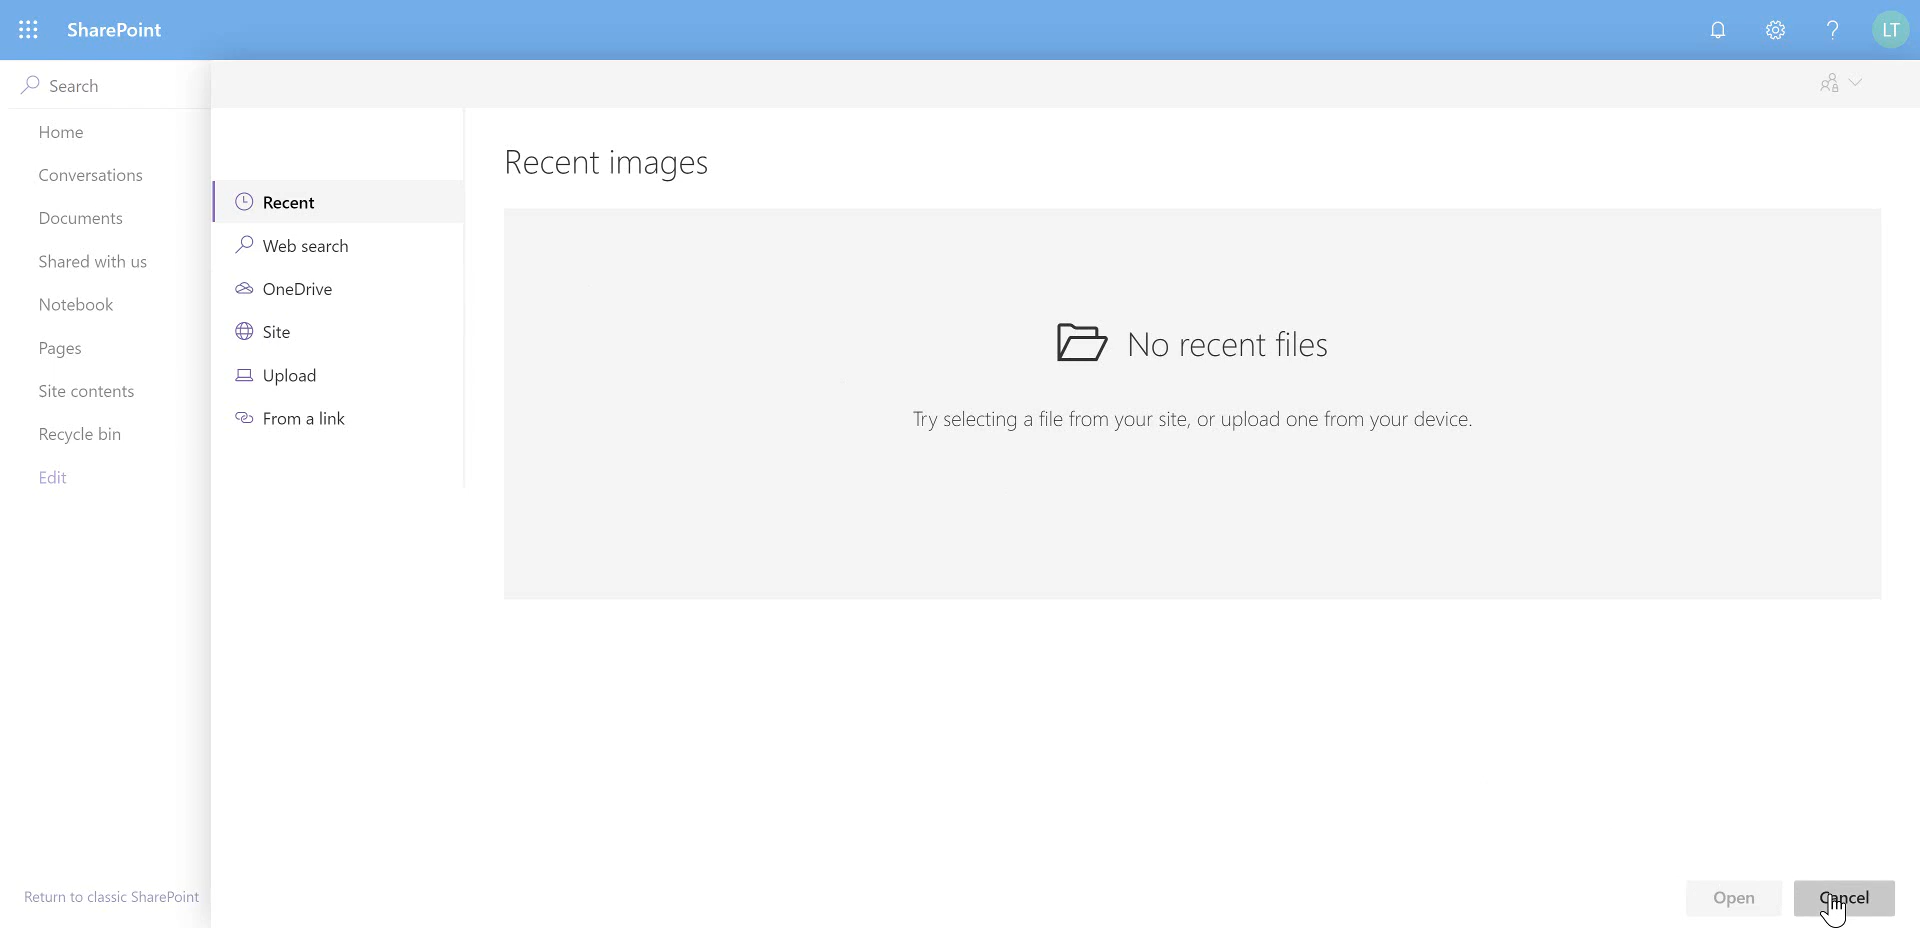 SharePoint
LT
Search
Home
Conversations
Documents
Shared with us
Notebook
Pages
Site contents
Recycle bin
Edit
Return to classic SharePoint
Recent
Web search
OneDrive
Site
Upload
From a link
Recent images
No recent files
Try selecting a file from your site, or upload one from your device.
Open
Cancel